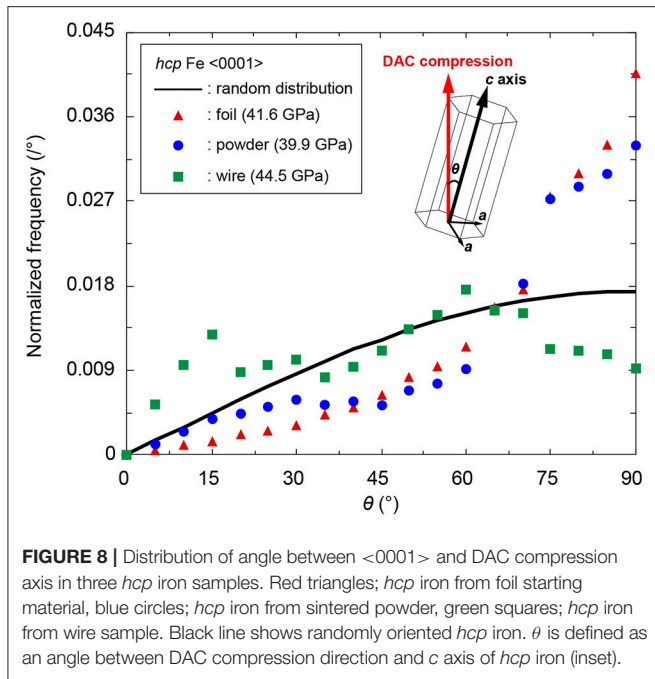 0.045
0.036
0.027
0.018
0.009
0
Normalized frequency (/°)
hcp Fe <0001>
: random distribution
: foil (41.6 GPa)
: powder (39.9 GPa)
: wire (44.5 GPa)
DAC compression
c axis
θ
a
a
0 15 30 45 60 75 90
θ (°)
FIGURE 8 | Distribution of angle between <0001> and DAC compression
axis in three hcp iron samples. Red triangles; hcp iron from foil starting
material, blue circles; hcp iron from sintered powder, green squares; hcp iron
from wire sample. Black line shows randomly oriented hcp iron. θ is defined as
an angle between DAC compression direction and c axis of hcp iron (inset).